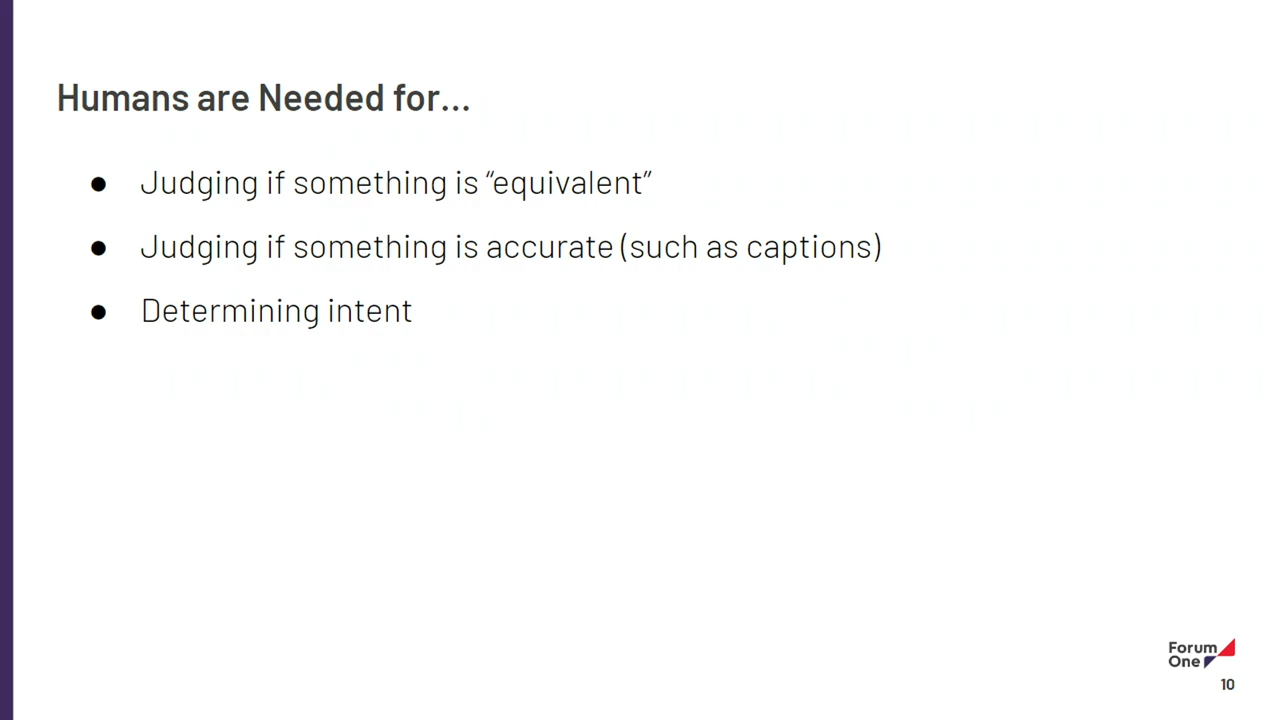 Humans are Needed for...
● Judging if something is “equivalent”
● Judging if something is accurate (such as captions)
● Determining intent
Forum
One
10